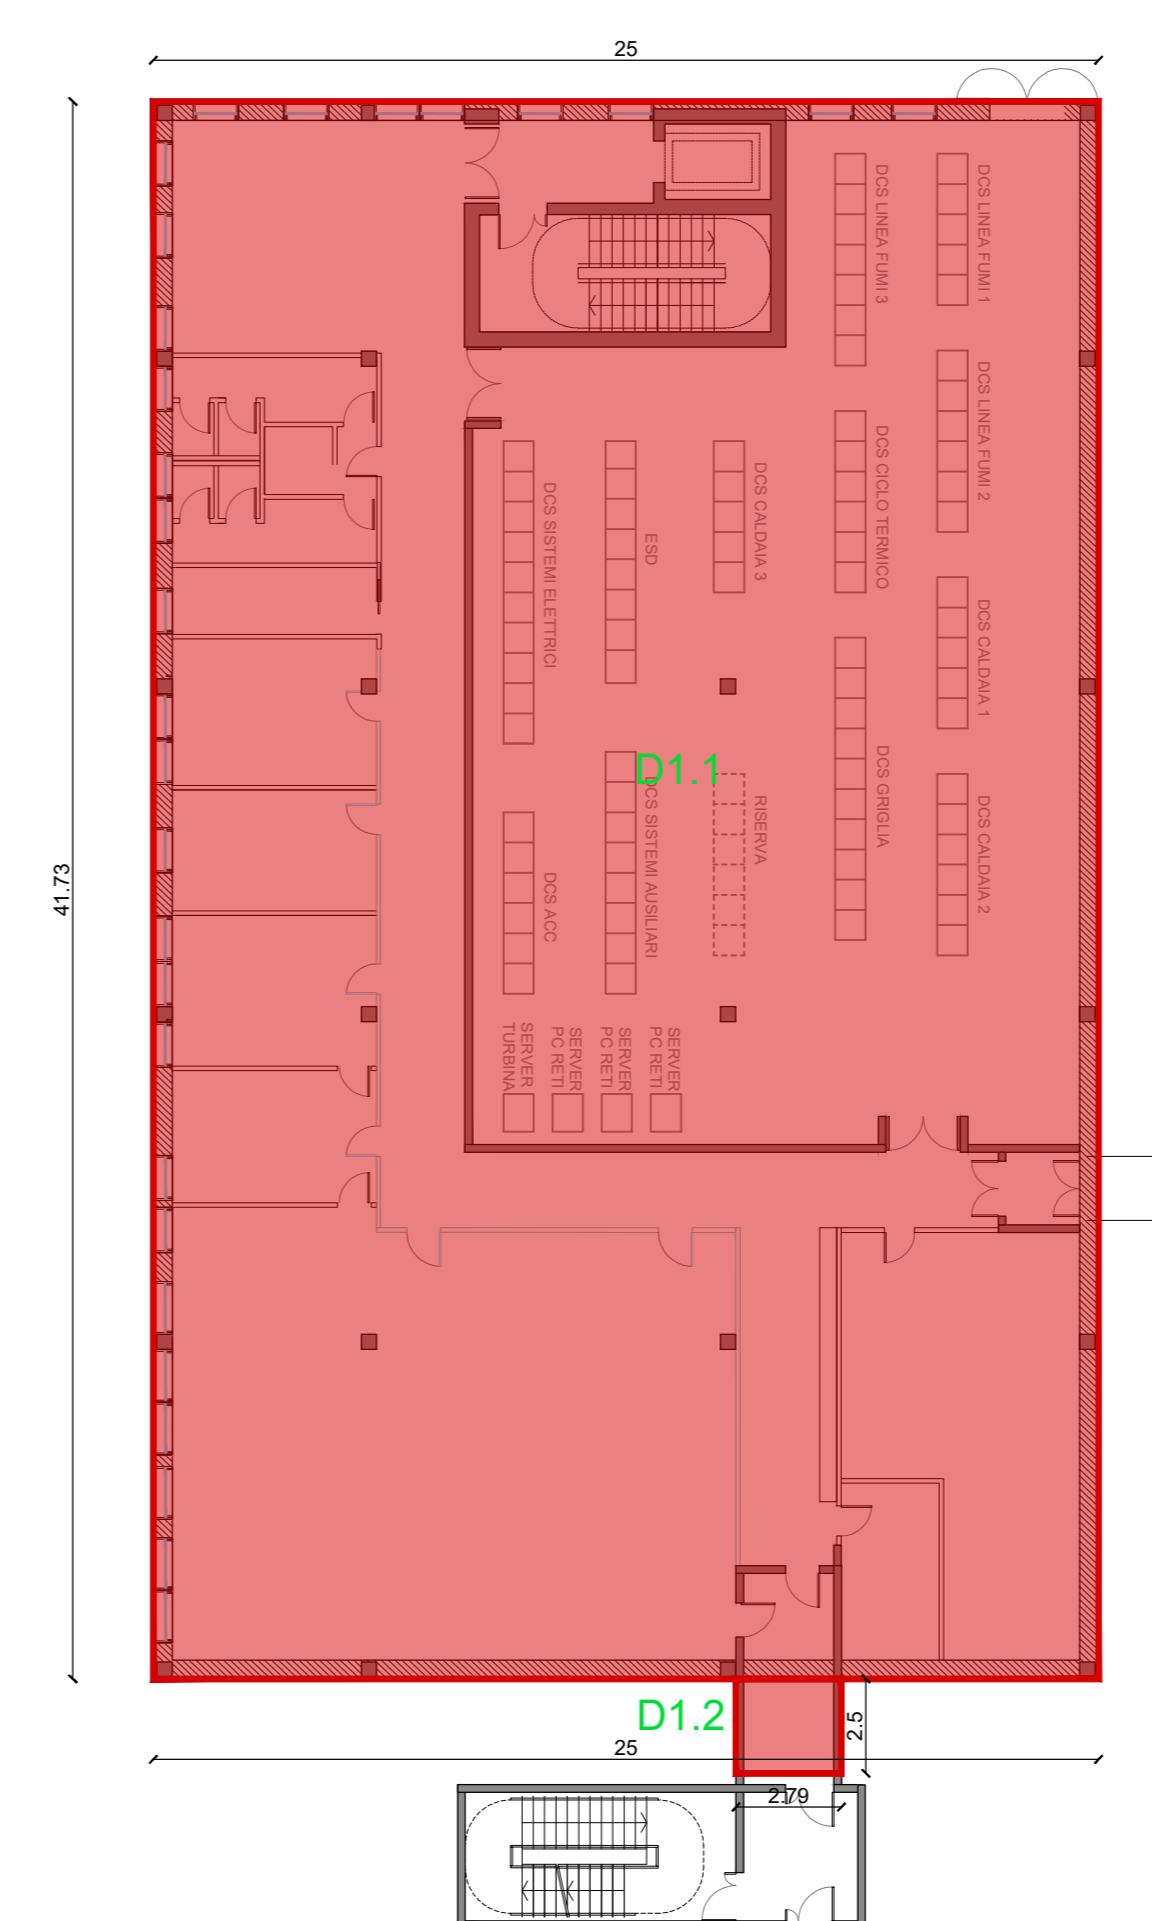 25
41.73
DCS LINEA FUMI 3
DCS LINEA FUMI 1
DCS LINEA FUMI 2
DCS CICLO TERMICO
DCS CALDAIA 3
ESD
DCS SISTEMI ELETTRICI
DCS CALDAIA 1
D1.1
DCS GRIGLIA
DCS CALDAIA 2
RISERVA
DCS SISTEMI AUSILIARI
DCS ACC
SERVER
TURBINA
SERVER
PC RETI
SERVER
PC RETI
SERVER
PC RETI
D1.2
2.5
25
2.79